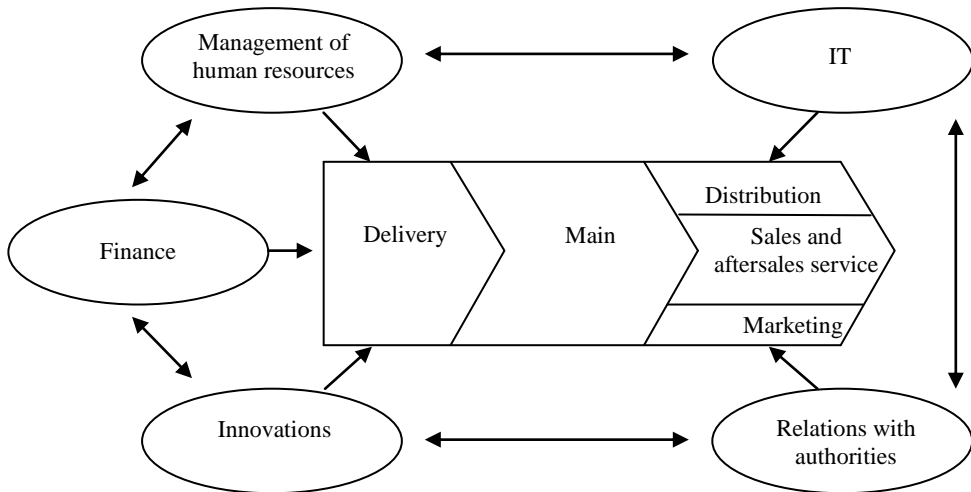 Management of
human resources
IT
Distribution
Delivery
Main
Sales and
aftersales service
Finance
Marketing
Innovations
Relations with
authorities